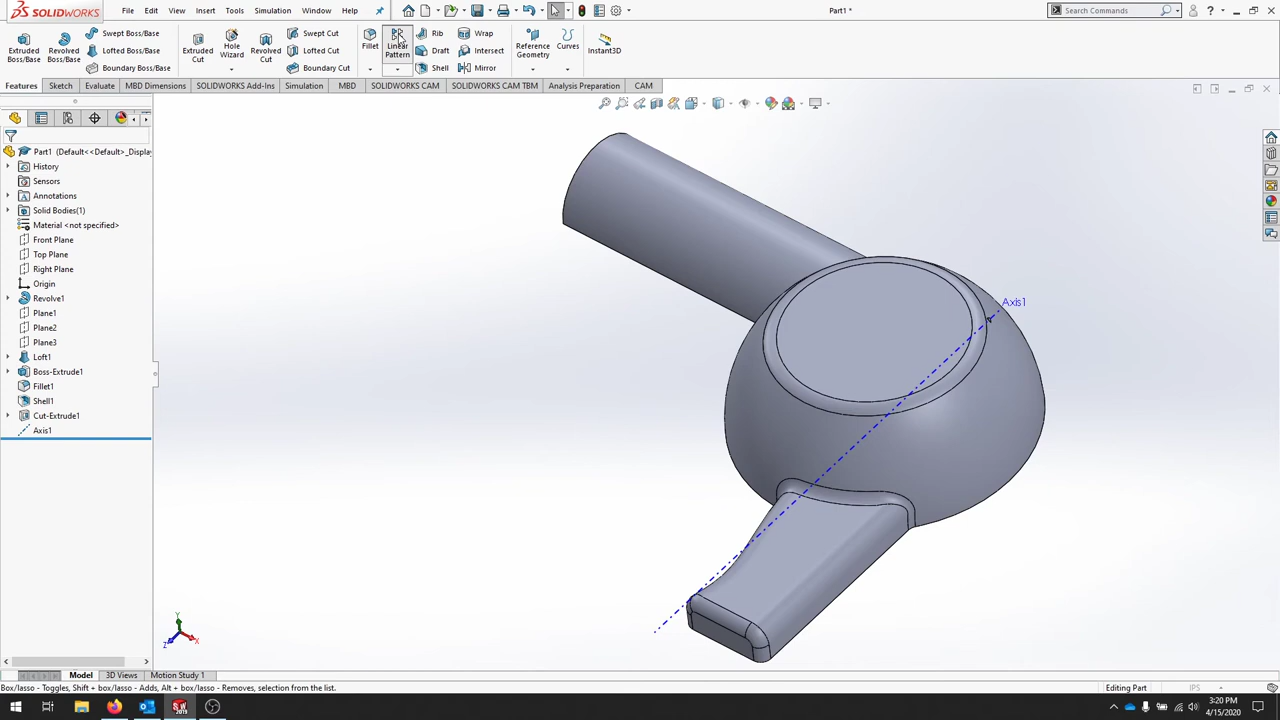 SOLIDWORKS File Edit View Insert Tools Simulation Window Help Part1 * Search Commands
Extruded Boss/Base
Revolved Boss/Base
Swept Boss/Base
Lofted Boss/Base
Boundary Boss/Base
Extruded Cut
Hole Wizard
Revolved Cut
Swept Cut
Lofted Cut
Boundary Cut
Fillet
Linear Pattern
Rib
Draft
Shell
Wrap
Intersect
Mirror
Reference Geometry
Curves
Instant3D
Features Sketch Evaluate MBD Dimensions SOLIDWORKS Add-Ins Simulation MBD SOLIDWORKS CAM SOLIDWORKS CAM TBM Analysis Preparation CAM
Part1 (Default<<Default>_Display
History
Sensors
Annotations
Solid Bodies(1)
Material <not specified>
Front Plane
Top Plane
Right Plane
Origin
Revolve1
Plane1
Plane2
Plane3
Loft1
Boss-Extrude1
Fillet1
Shell1
Cut-Extrude1
Axis1
Axis1
Y
Z
X
Model 3D Views Motion Study 1
Box/lasso - Toggles, Shift + box/lasso - Adds, Alt + box/lasso - Removes, selection from the list. Editing Part IPS
3:20 PM
4/15/2020